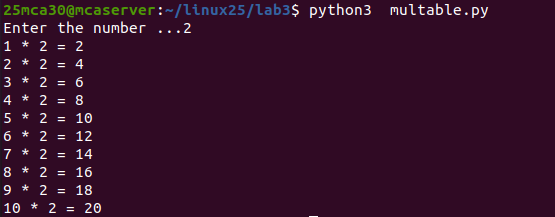 25mca30@mcaserver:~/linux25/lab3$ python3  multable.py
Enter the number ...2
1 * 2 = 2
2 * 2 = 4
3 * 2 = 6
4 * 2 = 8
5 * 2 = 10
6 * 2 = 12
7 * 2 = 14
8 * 2 = 16
9 * 2 = 18
10 * 2 = 20